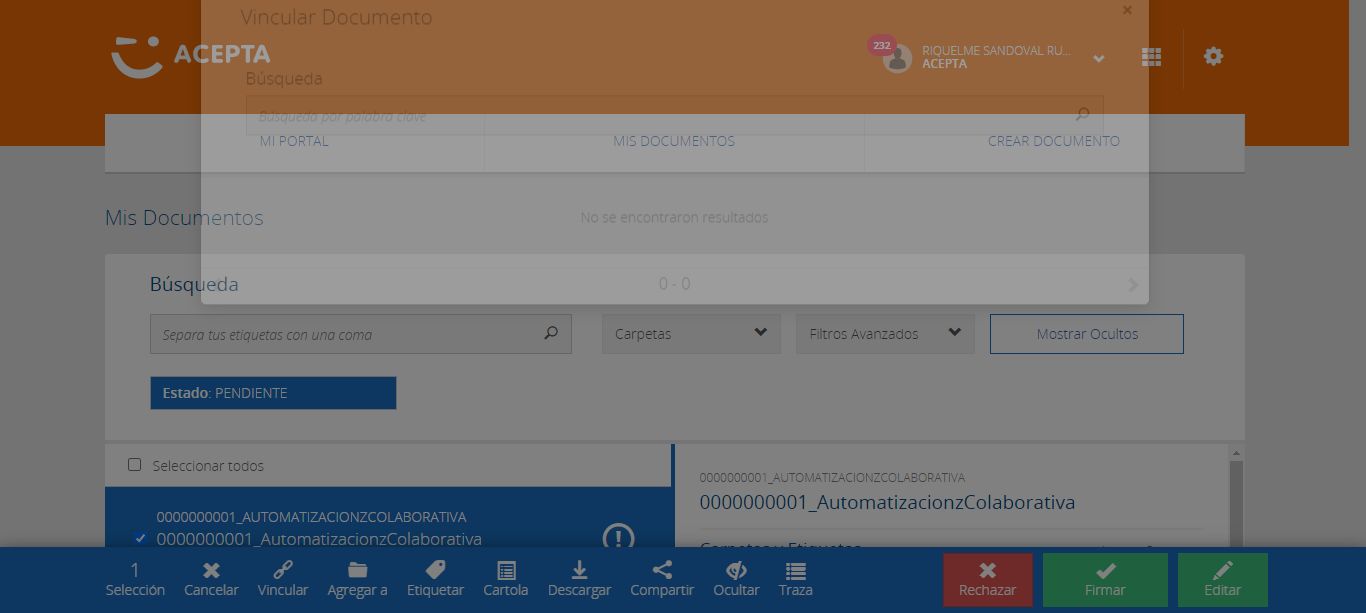 Vincular Documento
×
232
RIQUELME SANDOVAL RU...
ACEPTA
ACEPTA
Búsqueda
Búsqueda por palabra clave
MI PORTAL
MIS DOCUMENTOS
CREAR DOCUMENTO
Mis Documentos
No se encontraron resultados
Búsqueda
0 - 0
Separa tus etiquetas con una coma
Carpetas
Filtros Avanzados
Mostrar Ocultos
Estado: PENDIENTE
Seleccionar todos
0000000001_AUTOMATIZACIONZCOLABORATIVA
0000000001_AutomatizacionzColaborativa
0000000001_AUTOMATIZACIONZCOLABORATIVA
0000000001_AutomatizacionzColaborativa
Carpetas y Etiquetas
1
Selección
Cancelar
Vincular
Agregar a
Etiquetar
Cartola
Descargar
Compartir
Ocultar
Traza
Rechazar
Firmar
Editar